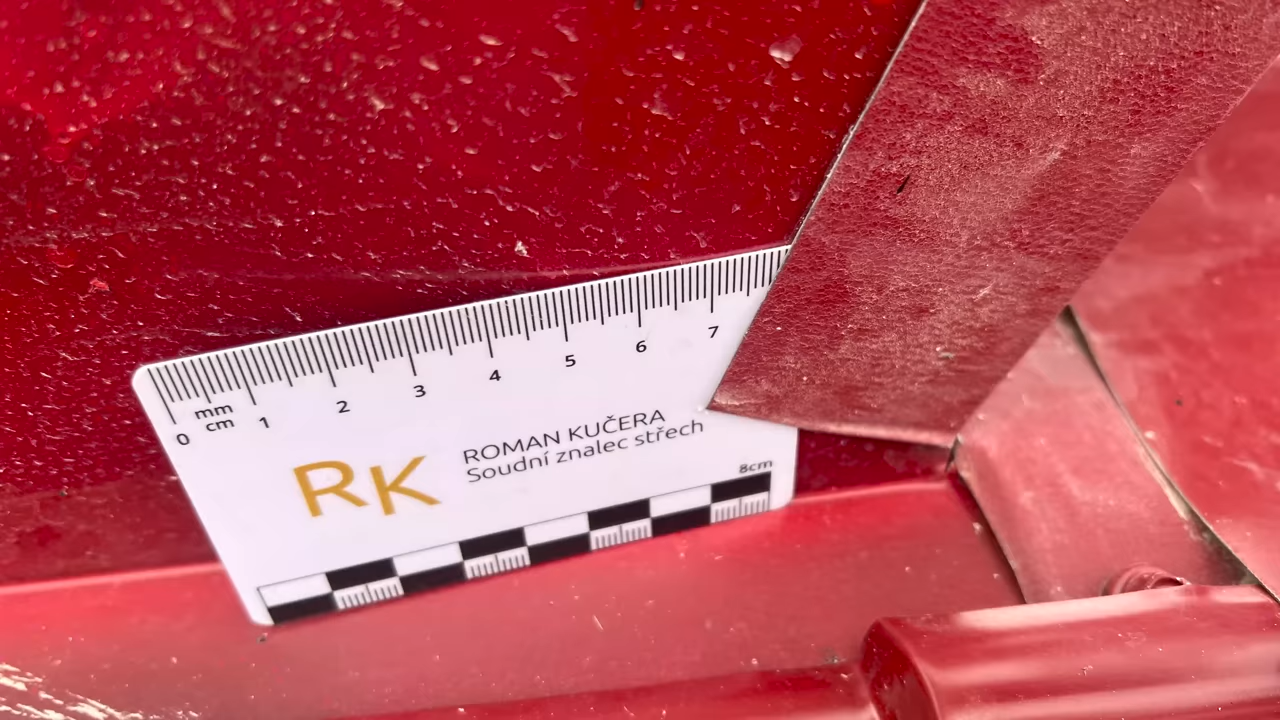 mm
cm
0 1 2 3 4 5 6 7
RK
ROMAN KUČERA
Soudní znalec střech
8cm